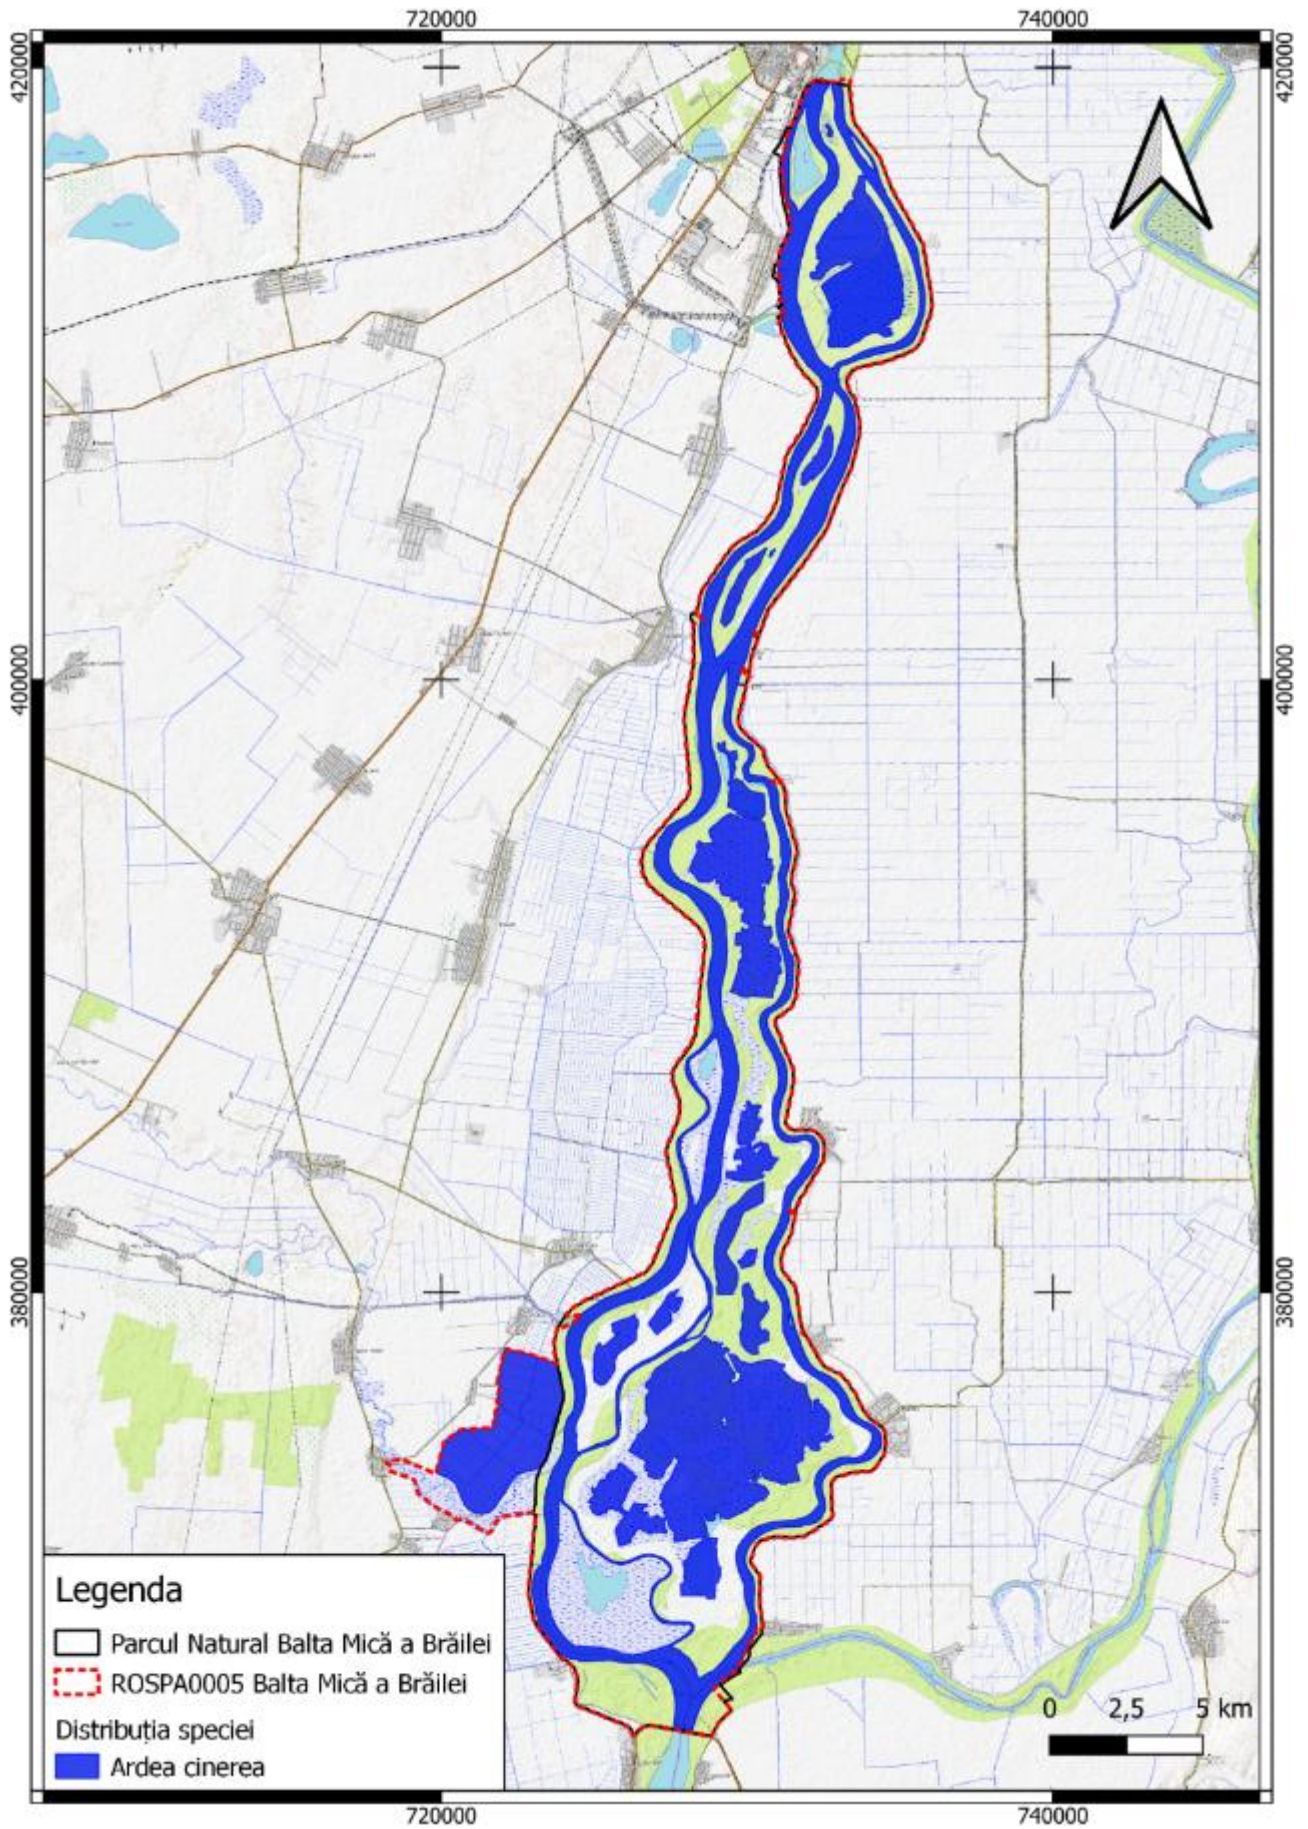 720000
740000
420000
420000
400000
400000
380000
380000
Legenda
Parcul Natural Balta Mică a Brăilei
ROSPA0005 Balta Mică a Brăilei
Distribuția speciei
Ardea cinerea
0 2,5 5 km
720000
740000